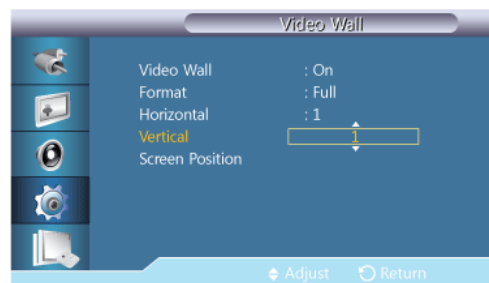 Video Wall
Video Wall : On
Format : Full
Horizontal : 1
Vertical 1
Screen Position
Adjust Return